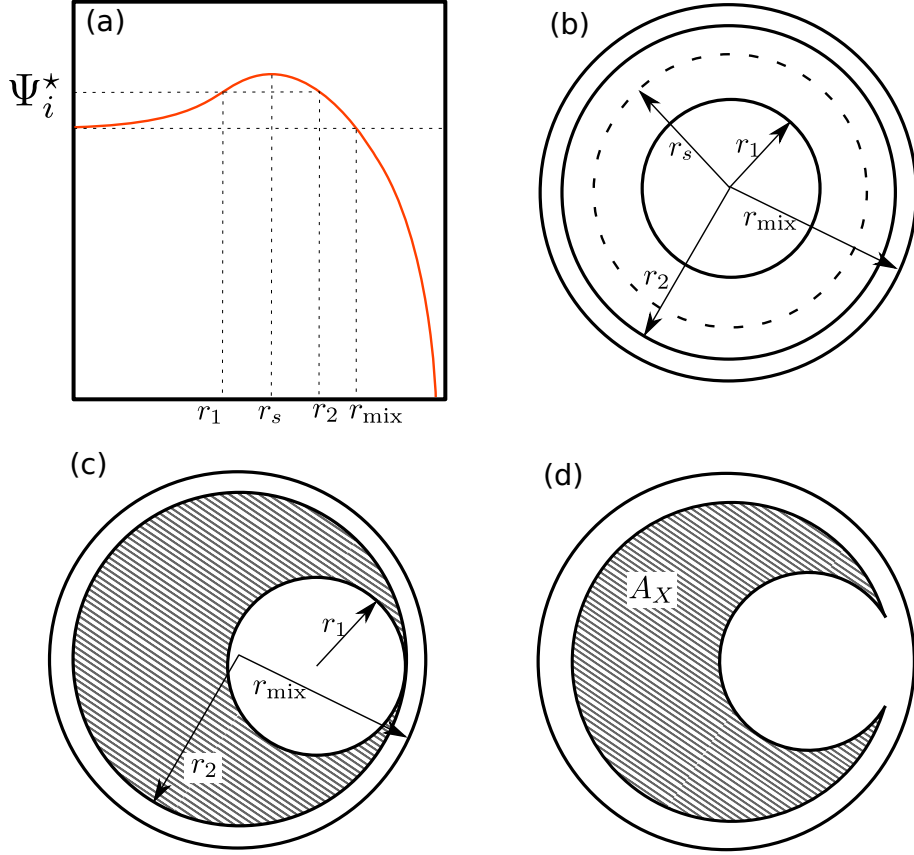 (a)
Ψ_i^⋆
r_1 r_s r_2 r_mix
(b)
r_s r_1
r_mix
r_2
(c)
r_1
r_mix
r_2
(d)
A_X